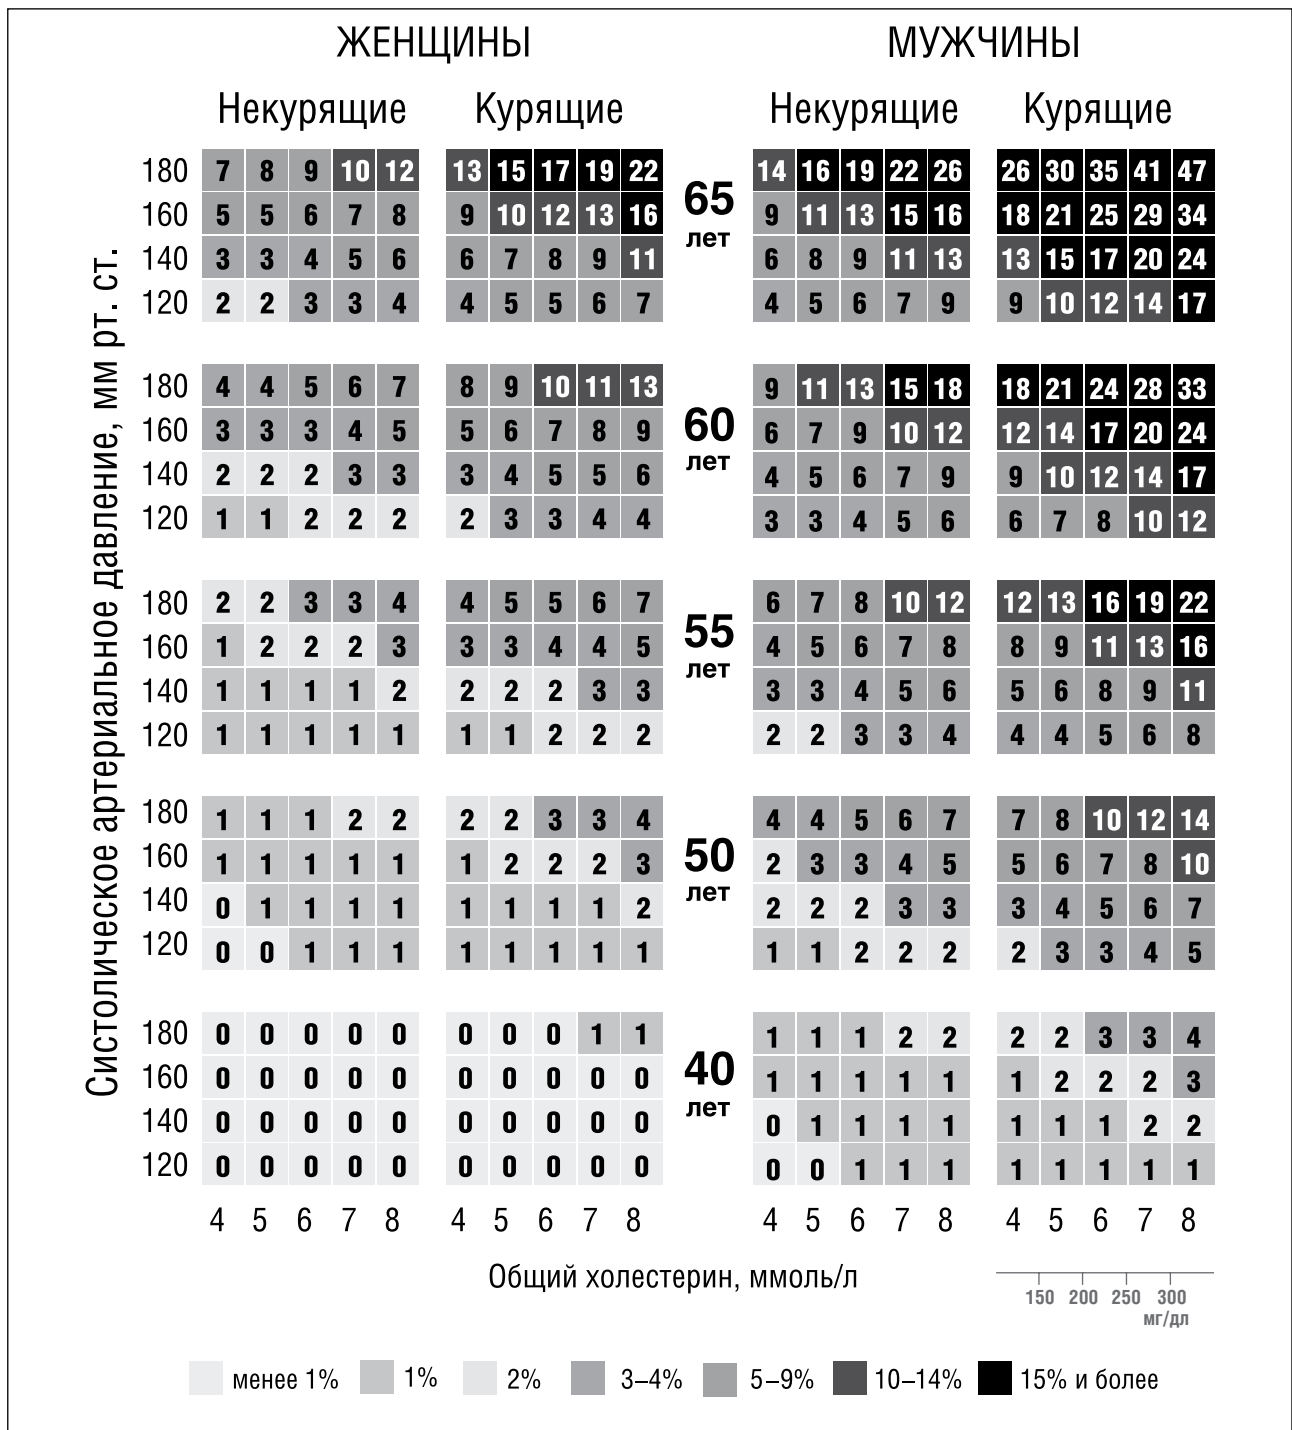 ЖЕНЩИНЫ МУЖЧИНЫ
Некурящие Курящие Некурящие Курящие
Систолическое артериальное давление, мм рт. ст.
65 лет
180 7 8 9 10 12 13 15 17 19 22 14 16 19 22 26 26 30 35 41 47
160 5 5 6 7 8 9 10 12 13 16 9 11 13 15 16 18 21 25 29 34
140 3 3 4 5 6 6 7 8 9 11 6 8 9 11 13 13 15 17 20 24
120 2 2 3 3 4 4 5 5 6 7 4 5 6 7 9 9 10 12 14 17
60 лет
180 4 4 5 6 7 8 9 10 11 13 9 11 13 15 18 18 21 24 28 33
160 3 3 3 4 5 5 6 7 8 9 6 7 9 10 12 12 14 17 20 24
140 2 2 2 3 3 3 4 5 5 6 4 5 6 7 9 9 10 12 14 17
120 1 1 2 2 2 2 3 3 4 4 3 3 4 5 6 6 7 8 10 12
55 лет
180 2 2 3 3 4 4 5 5 6 7 6 7 8 10 12 12 13 16 19 22
160 1 2 2 2 3 3 3 4 4 5 4 5 6 7 8 8 9 11 13 16
140 1 1 1 1 2 2 2 2 3 3 3 3 4 5 6 5 6 8 9 11
120 1 1 1 1 1 1 1 2 2 2 2 2 3 3 4 4 4 5 6 8
50 лет
180 1 1 1 2 2 2 2 3 3 4 4 4 5 6 7 7 8 10 12 14
160 1 1 1 1 1 1 2 2 2 3 2 3 3 4 5 5 6 7 8 10
140 0 1 1 1 1 1 1 1 1 2 2 2 2 3 3 3 4 5 6 7
120 0 0 1 1 1 1 1 1 1 1 1 1 2 2 2 2 3 3 4 5
40 лет
180 0 0 0 0 0 0 0 0 1 1 1 1 1 2 2 2 2 3 3 4
160 0 0 0 0 0 0 0 0 0 0 1 1 1 1 1 1 2 2 2 3
140 0 0 0 0 0 0 0 0 0 0 0 1 1 1 1 1 1 1 2 2
120 0 0 0 0 0 0 0 0 0 0 0 0 1 1 1 1 1 1 1 1
4 5 6 7 8 4 5 6 7 8 4 5 6 7 8 4 5 6 7 8
Общий холестерин, ммоль/л
150 200 250 300
мг/дл
менее 1% 1% 2% 3–4% 5–9% 10–14% 15% и более